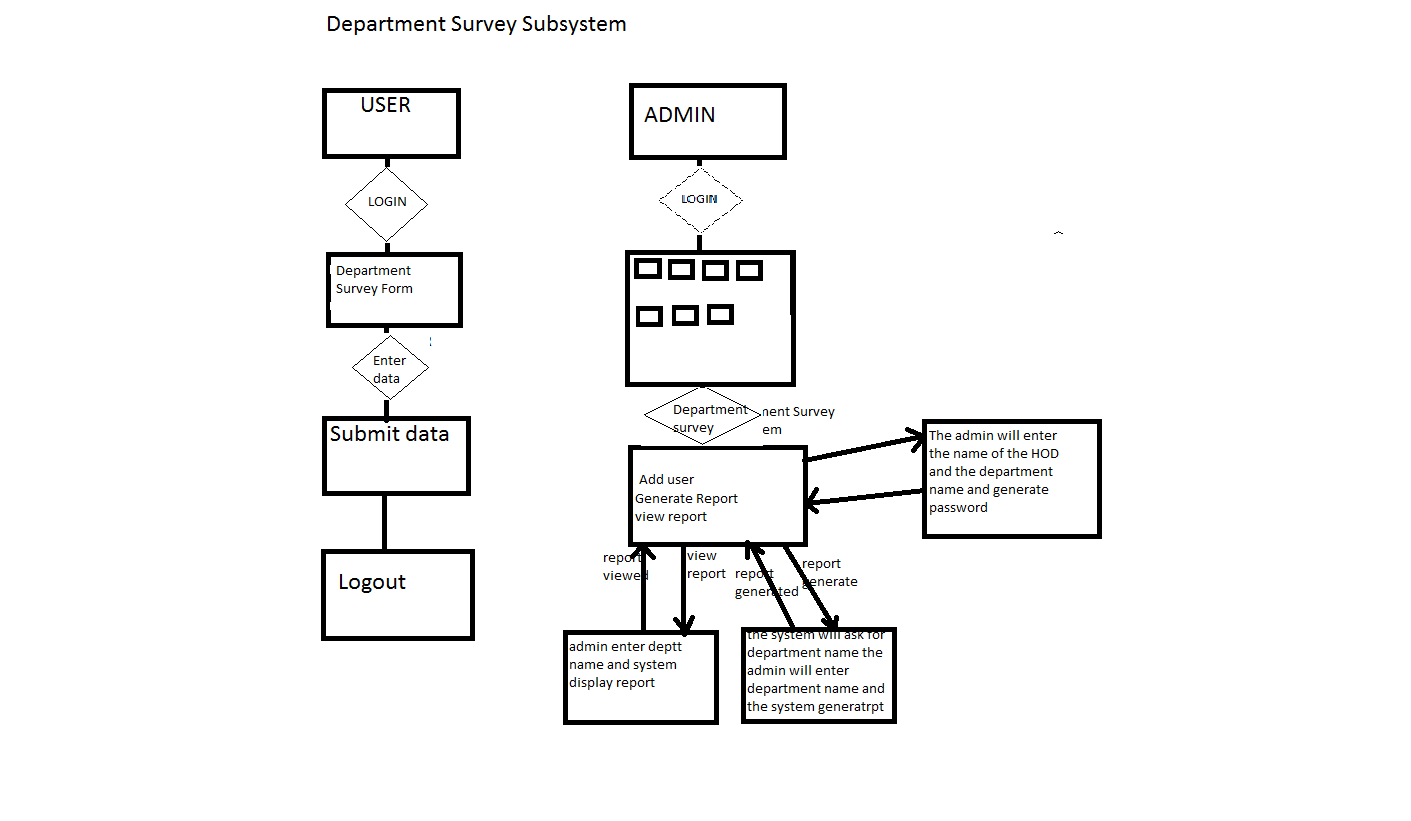 Department Survey Subsystem
USER
LOGIN
Department
Survey Form
Enter
data
Submit data
Logout
ADMIN
LOGIN
Department
survey
ment Survey
em
Add user
Generate Report
view report
The admin will enter
the name of the HOD
and the department
name and generate
password
report
viewed
view
report
report
generated
report
generate
admin enter deptt
name and system
display report
the system will ask for
department name the
admin will enter
department name and
the system generatrpt